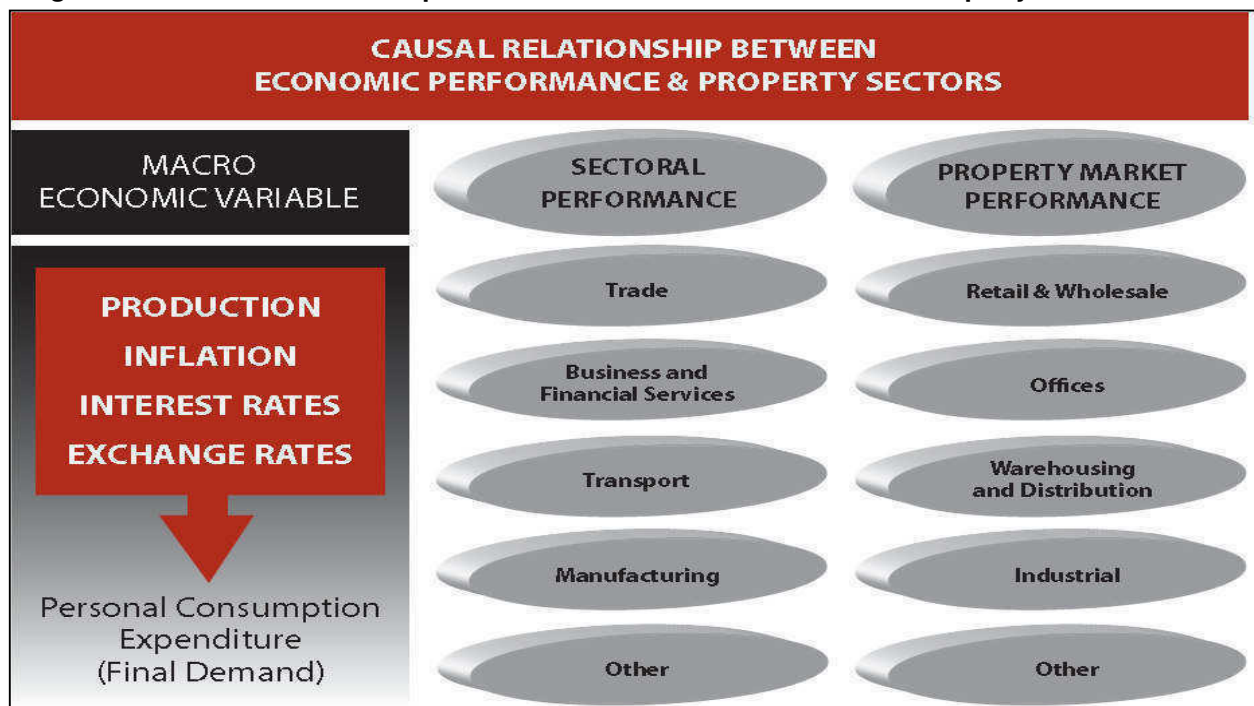 CAUSAL RELATIONSHIP BETWEEN
ECONOMIC PERFORMANCE & PROPERTY SECTORS
MACRO
ECONOMIC VARIABLE
PRODUCTION
INFLATION
INTEREST RATES
EXCHANGE RATES
Personal Consumption
Expenditure
(Final Demand)
SECTORAL
PERFORMANCE
Trade
Business and
Financial Services
Transport
Manufacturing
Other
PROPERTY MARKET
PERFORMANCE
Retail & Wholesale
Offices
Warehousing
and Distribution
Industrial
Other